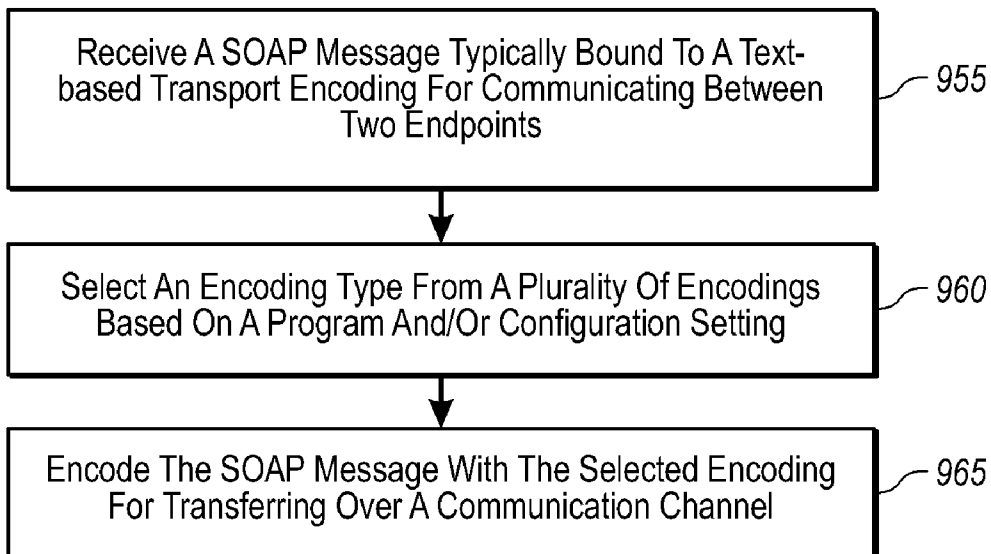 Receive A SOAP Message Typically Bound To A Text-
based Transport Encoding For Communicating Between
Two Endpoints
955
Select An Encoding Type From A Plurality Of Encodings
Based On A Program And/Or Configuration Setting
960
Encode The SOAP Message With The Selected Encoding
For Transferring Over A Communication Channel
965